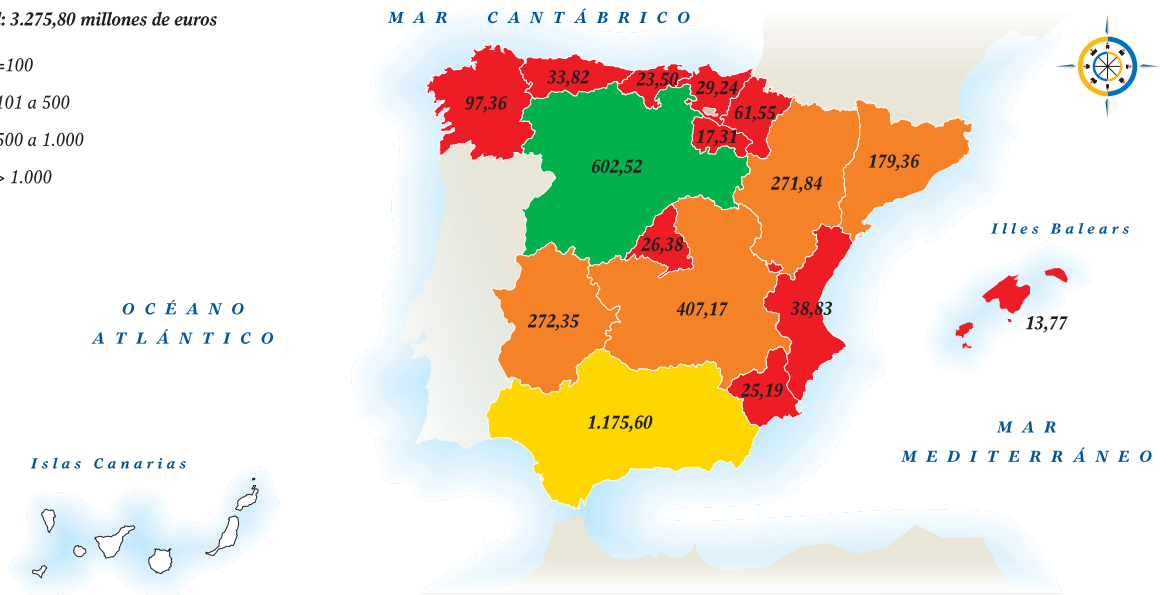 : 3.275,80 millones de euros
=100
101 a 500
500 a 1.000
> 1.000
MAR CANTÁBRICO
97,36
33,82
23,50
29,24
61,55
17,31
602,52
271,84
179,36
26,38
Illes Balears
13,77
OCÉANO
ATLÁNTICO
272,35
407,17
38,83
25,19
1.175,60
MAR
MEDITERRÁNEO
Islas Canarias